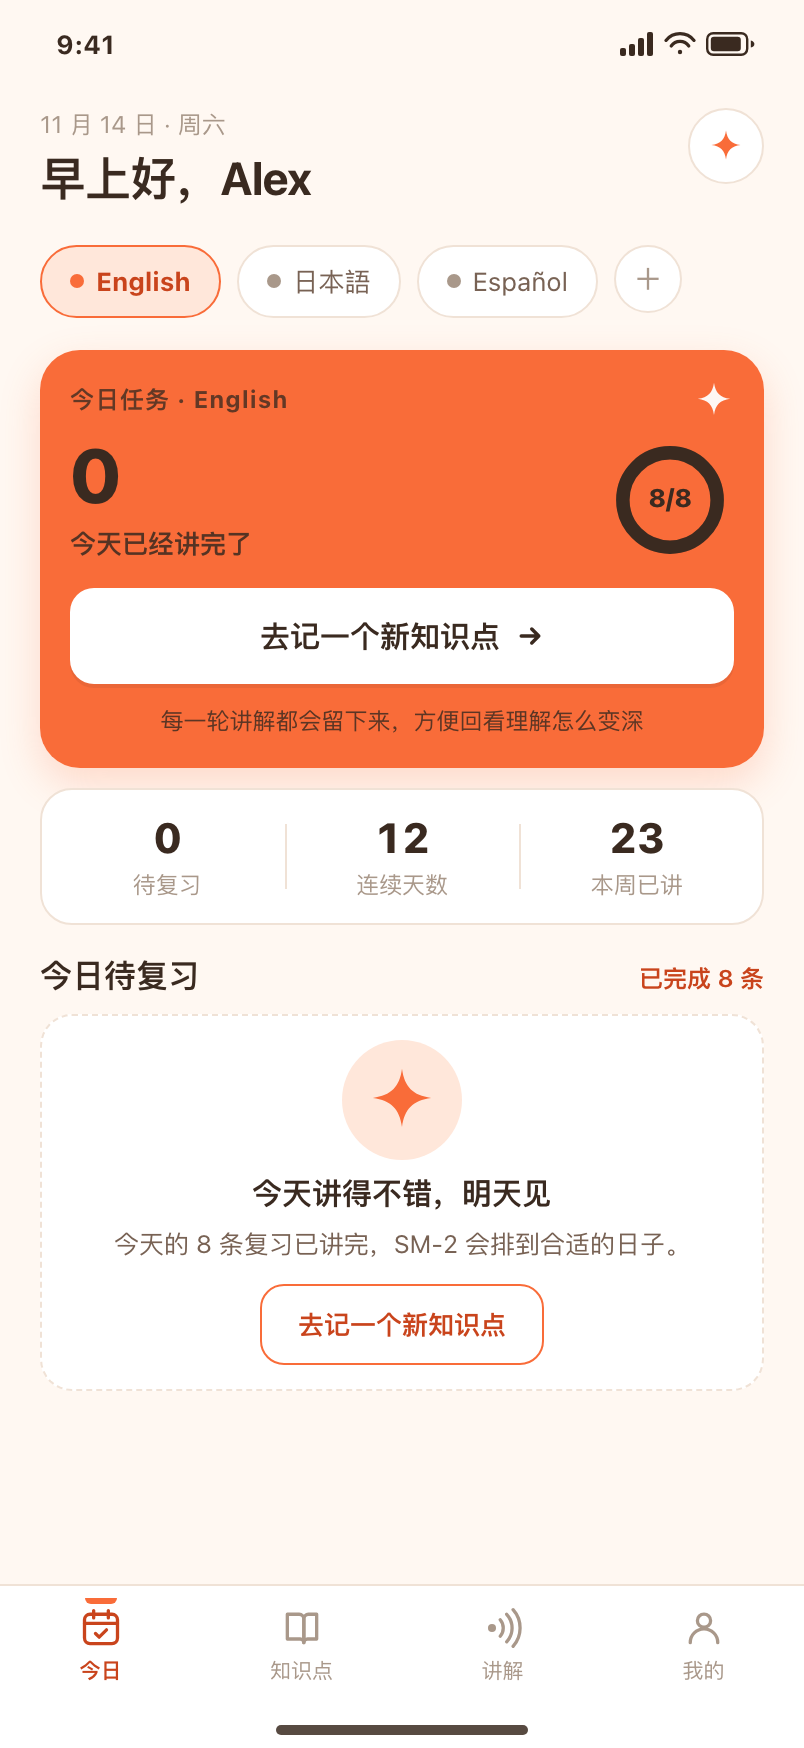 9:41
11 月 14 日 · 周六
早上好，Alex
English
日本語
Español
今日任务 · English
0
今天已经讲完了
8/8
去记一个新知识点 →
每一轮讲解都会留下来，方便回看理解怎么变深
0
待复习
12
连续天数
23
本周已讲
今日待复习
已完成 8 条
今天讲得不错，明天见
今天的 8 条复习已讲完，SM-2 会排到合适的日子。
去记一个新知识点
今日
知识点
讲解
我的